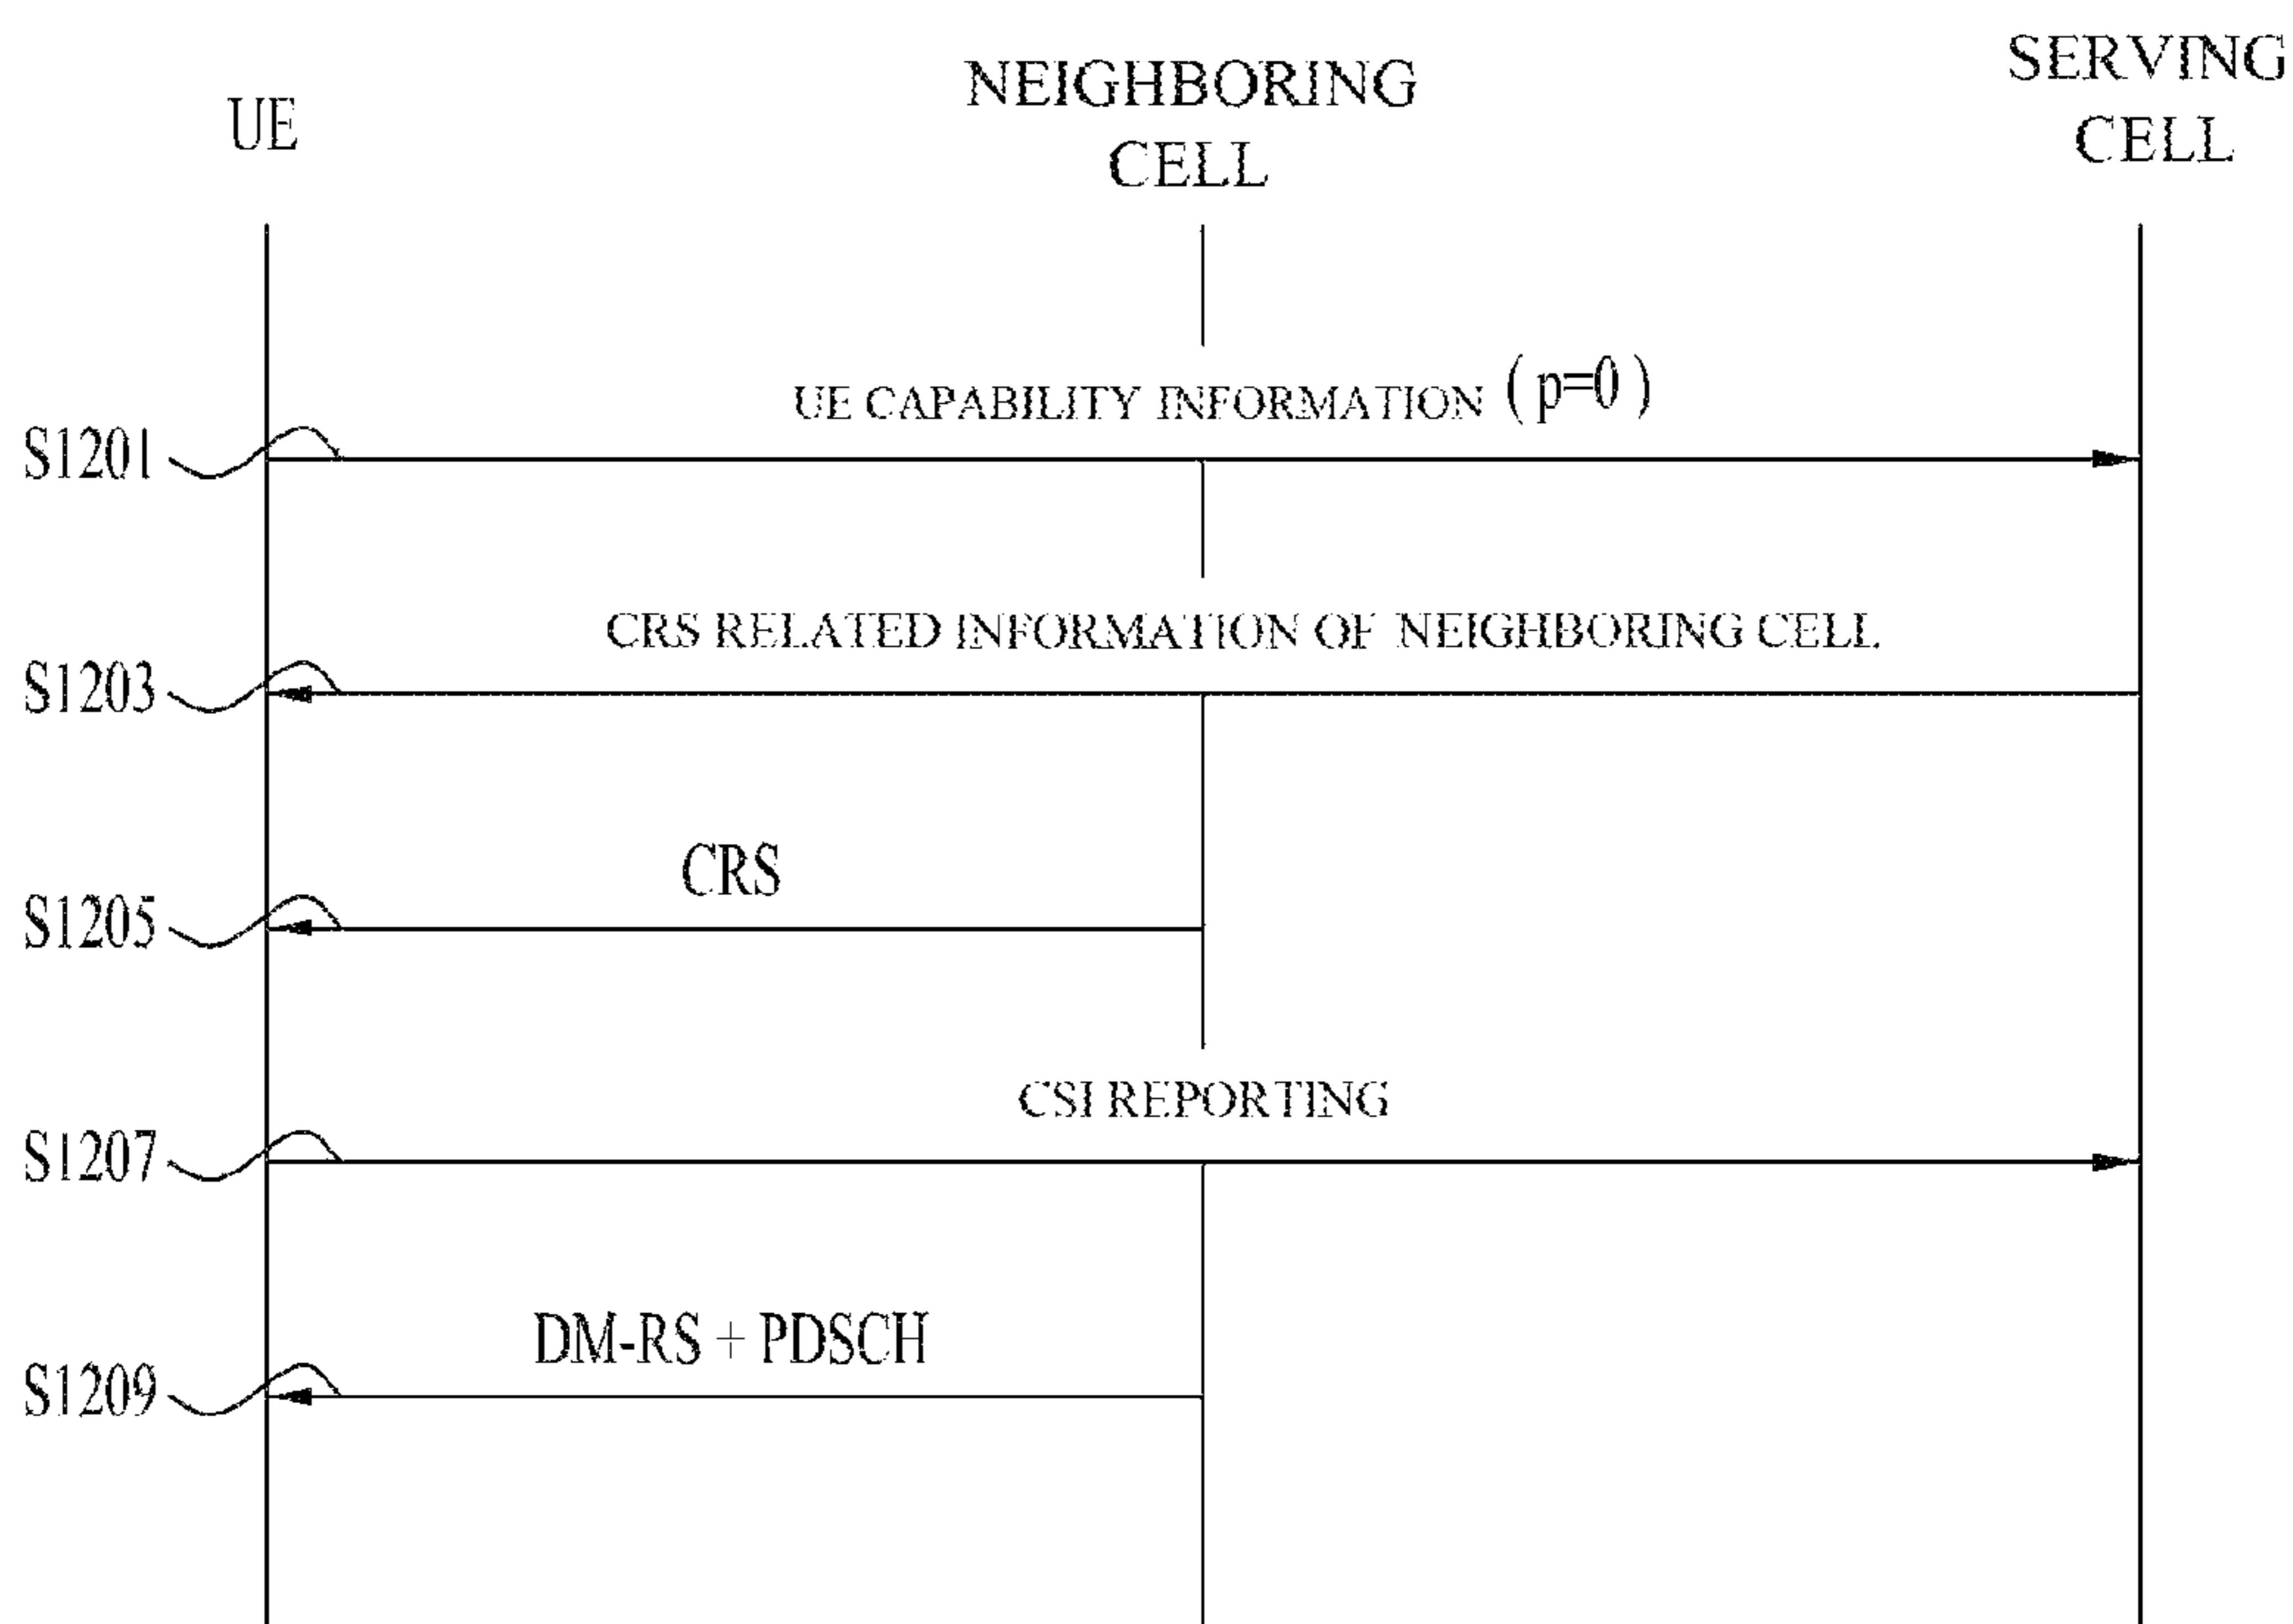 UE
NEIGHBORING
CELL
SERVING
CELL
UE CAPABILITY INFORMATION ( p=0 )
S1201
CRS RELATED INFORMATION OF NEIGHBORING CELL
S1203
CRS
S1205
CSI REPORTING
S1207
DM-RS + PDSCH
S1209